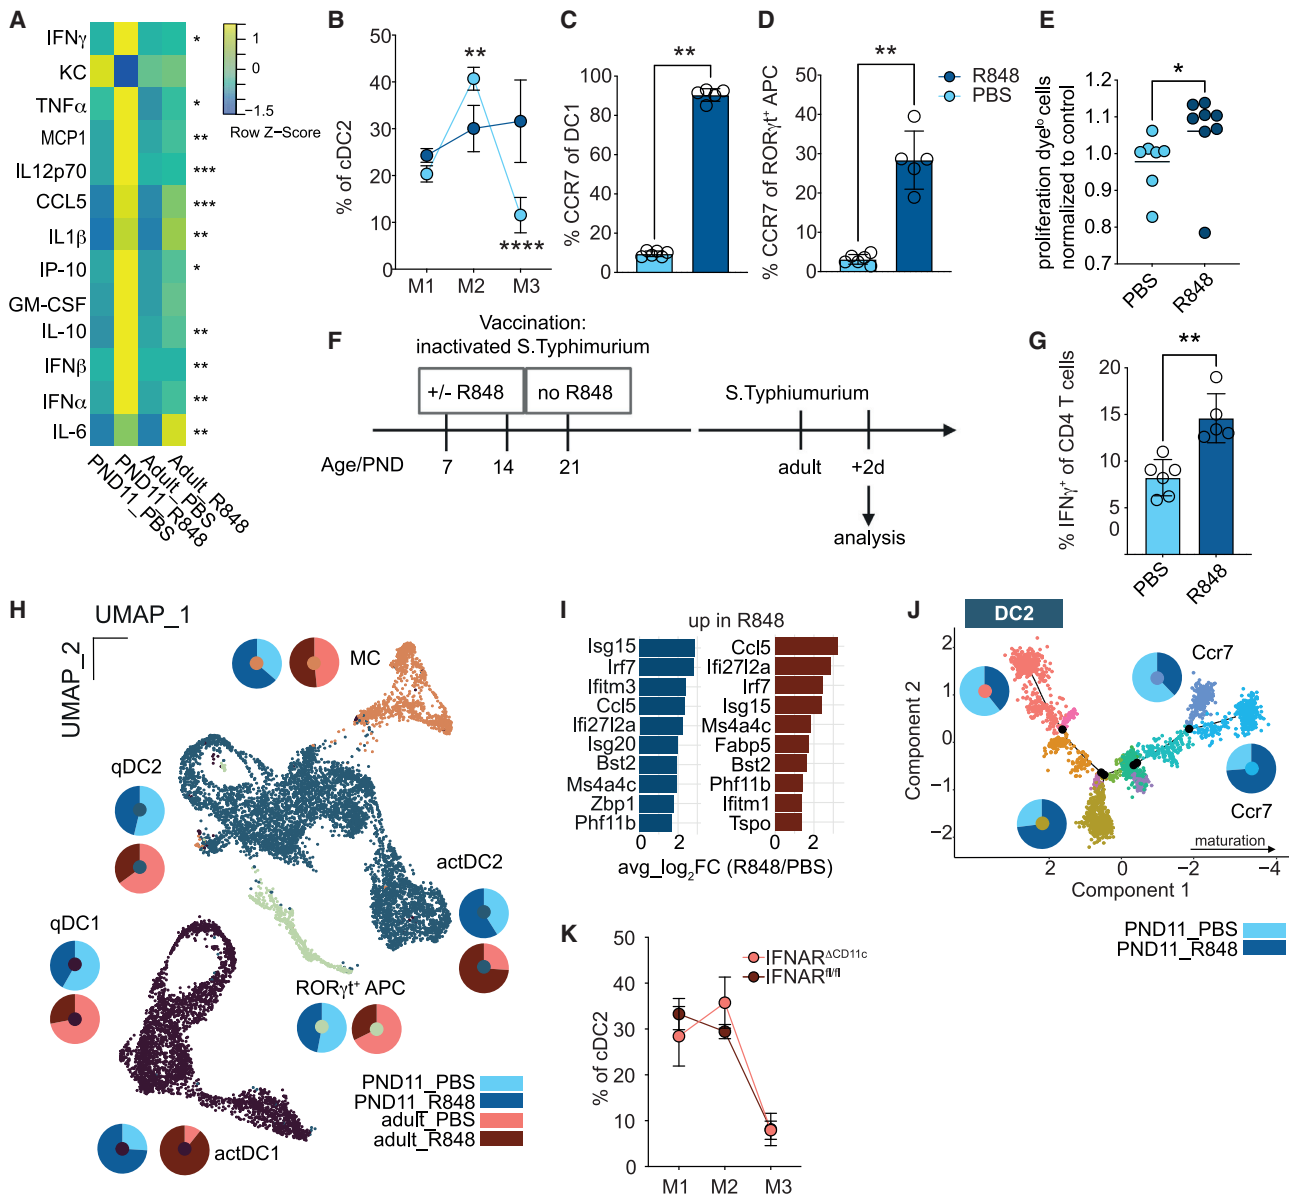 A
IFNγ
KC
TNFα
MCP1
IL12p70
CCL5
IL1β
IP-10
GM-CSF
IL-10
IFNβ
IFNα
IL-6
*
*
**
***
***
**
*
**
**
**
**
1
0
−1.5
Row Z−Score
PND11_PBS
PND11_R848
Adult_PBS
Adult_R848
B
% of cDC2
50
40
30
20
10
0
**
****
M1 M2 M3
C
% CCR7 of DC1
100
80
60
40
20
0
**
D
% CCR7 of RORγt⁺ APC
50
40
30
20
10
0
**
R848
PBS
E
proliferation dyeˡᵒ cells
normalized to control
1.2
1.1
1.0
0.9
0.8
0.7
*
PBS
R848
F
Vaccination:
inactivated S.Typhimurium
+/- R848
no R848
S.Typhiumurium
Age/PND
7 14 21
adult +2d
analysis
G
% IFNγ⁺ of CD4 T cells
20
15
10
5
0
**
PBS
R848
H
UMAP_1
UMAP_2
MC
qDC2
actDC2
qDC1
RORγt⁺ APC
actDC1
PND11_PBS
PND11_R848
adult_PBS
adult_R848
I
up in R848
Isg15
Irf7
Ifitm3
Ccl5
Ifi27l2a
Isg20
Bst2
Ms4a4c
Zbp1
Phf11b
0 2
Ccl5
Ifi27l2a
Irf7
Isg15
Ms4a4c
Fabp5
Bst2
Phf11b
Ifitm1
Tspo
0 2
avg_log₂FC (R848/PBS)
J
DC2
Component 2
2
1
0
−1
−2
Ccr7
Ccr7
maturation
2 0 −2 −4
Component 1
PND11_PBS
PND11_R848
K
% of cDC2
50
40
30
20
10
0
IFNAR^ΔCD11c
IFNAR^fl/fl
M1 M2 M3